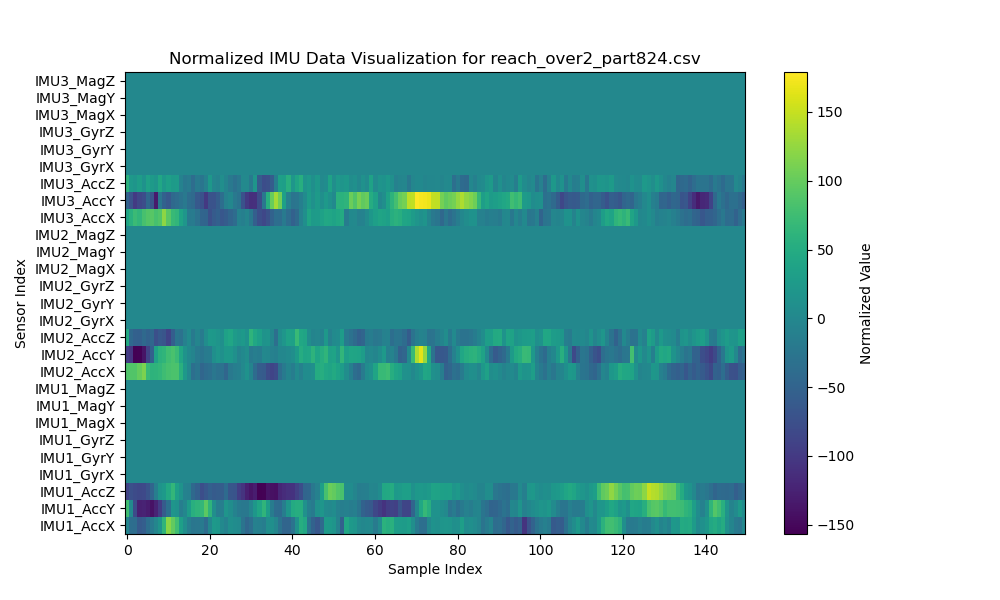 Normalized IMU Data Visualization for reach_over2_part824.csv
IMU3_MagZ
IMU3_MagY
IMU3_MagX
IMU3_GyrZ
IMU3_GyrY
IMU3_GyrX
IMU3_AccZ
IMU3_AccY
IMU3_AccX
IMU2_MagZ
IMU2_MagY
IMU2_MagX
IMU2_GyrZ
IMU2_GyrY
IMU2_GyrX
IMU2_AccZ
IMU2_AccY
IMU2_AccX
IMU1_MagZ
IMU1_MagY
IMU1_MagX
IMU1_GyrZ
IMU1_GyrY
IMU1_GyrX
IMU1_AccZ
IMU1_AccY
IMU1_AccX
Sensor Index
0 20 40 60 80 100 120 140
Sample Index
150
100
50
0
−50
−100
−150
Normalized Value